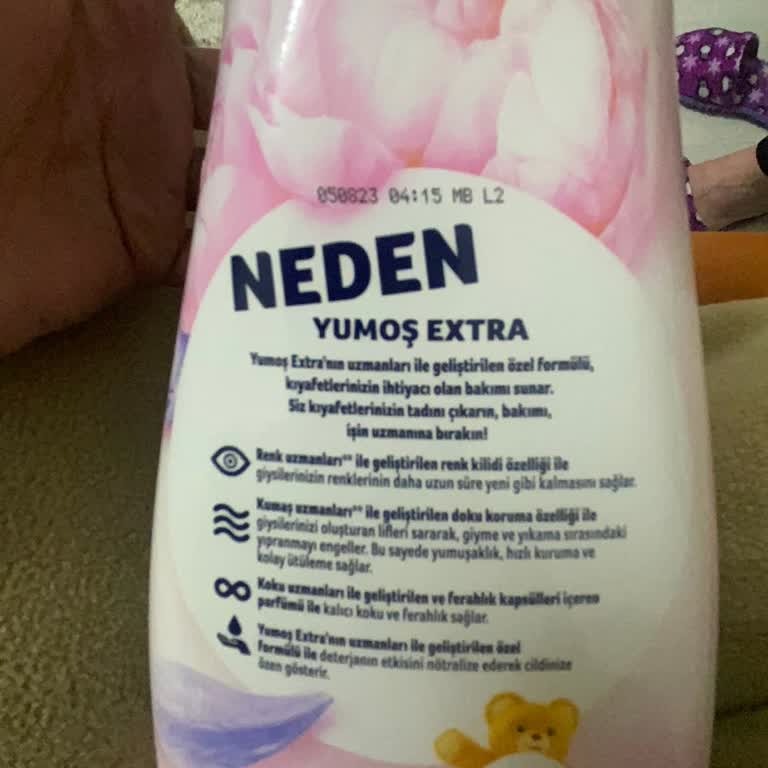 050823 04:15 MB L2
NEDEN
YUMOŞ EXTRA
Yumoş Extra'nın uzmanları ile geliştirilen özel formülü,
kıyafetlerinizin ihtiyacı olan bakımı sunar.
Siz kıyafetlerinizin tadını çıkarın, bakımı,
işin uzmanına bırakın!
Renk uzmanları** ile geliştirilen renk kilidi özelliği ile
giysilerinizin renklerinin daha uzun süre yeni gibi kalmasını sağlar.
Kumaş uzmanları** ile geliştirilen doku koruma özelliği ile
giysilerinizi oluşturan lifleri sararak, giyme ve yıkama sırasındaki
yıpranmayı engeller. Bu sayede yumuşaklık, hızlı kuruma ve
kolay ütüleme sağlar.
Koku uzmanları ile geliştirilen ve ferahlık kapsülleri içeren
parfümü ile kalıcı koku ve ferahlık sağlar.
Yumoş Extra'nın uzmanları ile geliştirilen özel
formülü ile deterjanın etkisini nötralize ederek cildinize
özen gösterir.